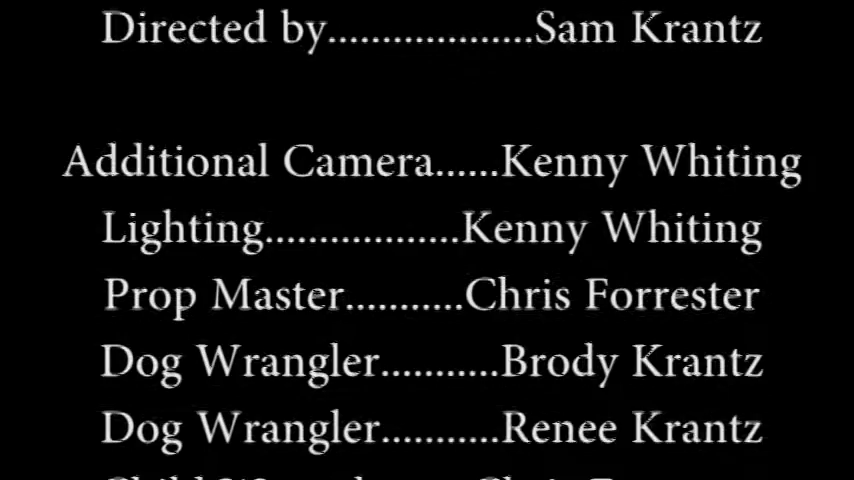 Directed by...................Sam Krantz
Additional Camera......Kenny Whiting
Lighting..................Kenny Whiting
Prop Master...........Chris Forrester
Dog Wrangler...........Brody Krantz
Dog Wrangler...........Renee Krantz